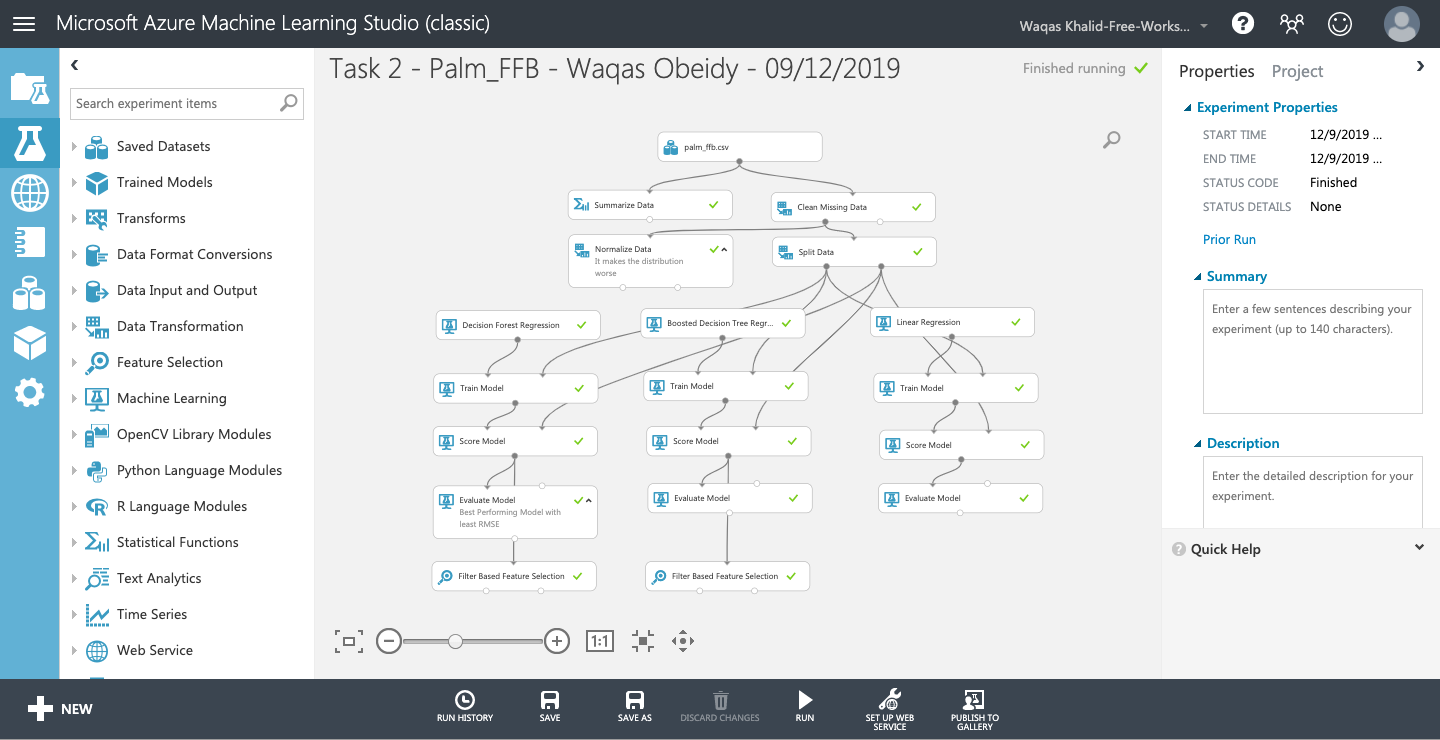 Microsoft Azure Machine Learning Studio (classic)
Waqas Khalid-Free-Works...
Search experiment items
Saved Datasets
Trained Models
Transforms
Data Format Conversions
Data Input and Output
Data Transformation
Feature Selection
Machine Learning
OpenCV Library Modules
Python Language Modules
R Language Modules
Statistical Functions
Text Analytics
Time Series
Web Service
Task 2 - Palm_FFB - Waqas Obeidy - 09/12/2019
Finished running
palm_ffb.csv
Summarize Data
Clean Missing Data
Normalize Data
It makes the distribution
worse
Split Data
Decision Forest Regression
Boosted Decision Tree Regr...
Linear Regression
Train Model
Train Model
Train Model
Score Model
Score Model
Score Model
Evaluate Model
Best Performing Model with
least RMSE
Evaluate Model
Evaluate Model
Filter Based Feature Selection
Filter Based Feature Selection
1:1
Properties
Project
Experiment Properties
START TIME 12/9/2019 ...
END TIME 12/9/2019 ...
STATUS CODE Finished
STATUS DETAILS None
Prior Run
Summary
Enter a few sentences describing your
experiment (up to 140 characters).
Description
Enter the detailed description for your
experiment.
Quick Help
NEW
RUN HISTORY
SAVE
SAVE AS
DISCARD CHANGES
RUN
SET UP WEB
SERVICE
PUBLISH TO
GALLERY